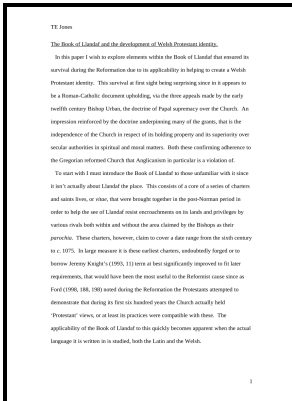 TE Jones
The Book of Llandaf and the development of Welsh Protestant identity.
In this paper I wish to explore elements within the Book of Llandaf that ensured its
survival during the Reformation due to its applicability in helping to create a Welsh
Protestant identity. This survival at first sight being surprising since in it appears to
be a Roman-Catholic document upholding, via the three appeals made by the early
twelfth century Bishop Urban, the doctrine of Papal supremacy over the Church. An
impression reinforced by the doctrine underpinning many of the grants, that is the
independence of the Church in respect of its holding property and its superiority over
secular authorities in spiritual and moral matters. Both these confirming adherence to
the Gregorian reformed Church that Anglicanism in particular is a violation of.
To start with I must introduce the Book of Llandaf to those unfamiliar with it since
it isn't actually about Llandaf the place. This consists of a core of a series of charters
and saints lives, or vitae, that were brought together in the post-Norman period in
order to help the see of Llandaf resist encroachments on its lands and privileges by
various rivals both within and without the area claimed by the Bishops as their
parochia. These charters, however, claim to cover a date range from the sixth century
to c. 1075. In large measure it is these earliest charters, undoubtedly forged or to
borrow Jeremy Knight's (1993, 11) term at best significantly improved to fit later
requirements, that would have been the most useful to the Reformist cause since as
Ford (1998, 188, 198) noted during the Reformation the Protestants attempted to
demonstrate that during its first six hundred years the Church actually held
'Protestant' views, or at least its practices were compatible with these. The
applicability of the Book of Llandaf to this quickly becomes apparent when the actual
language it is written in is studied, both the Latin and the Welsh.
1